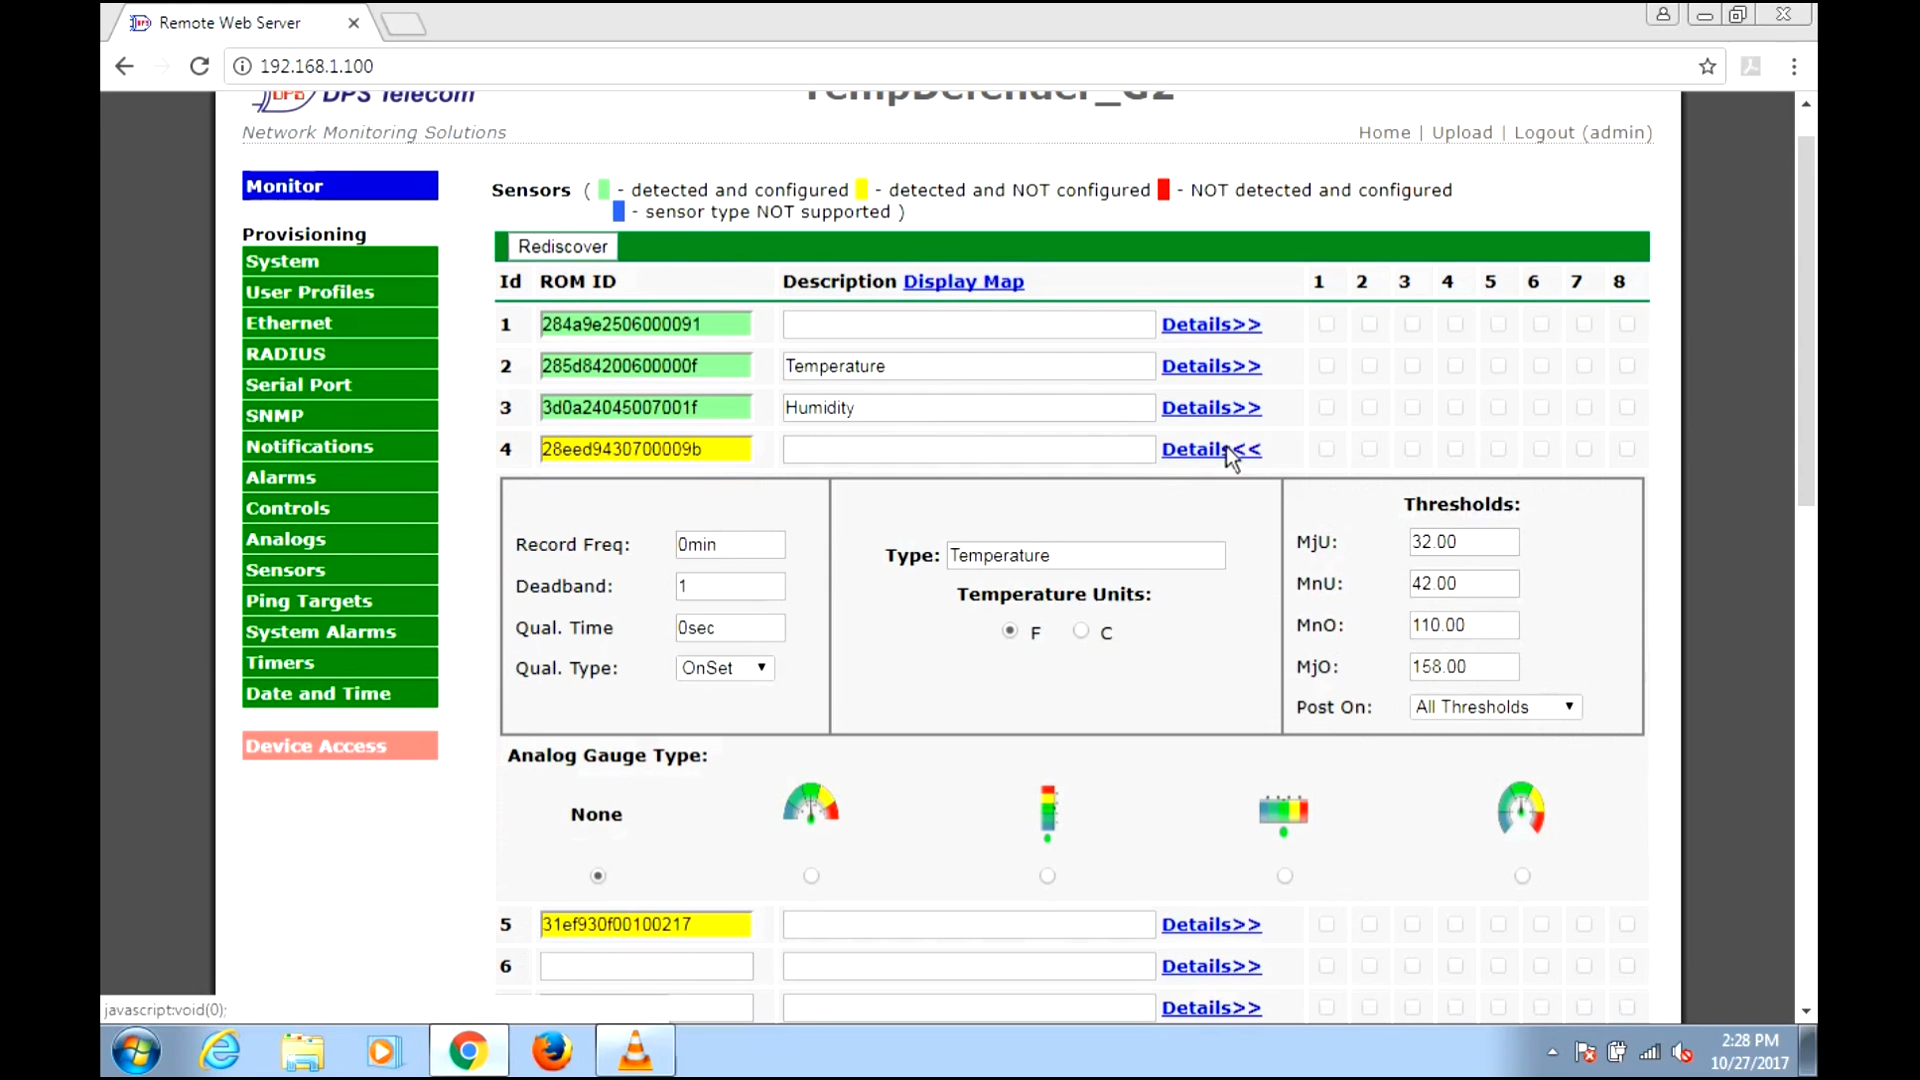 Remote Web Server
192.168.1.100
DPS Telecom
TempDefender_G2
Network Monitoring Solutions
Home | Upload | Logout (admin)
Monitor
Provisioning
System
User Profiles
Ethernet
RADIUS
Serial Port
SNMP
Notifications
Alarms
Controls
Analogs
Sensors
Ping Targets
System Alarms
Timers
Date and Time
Device Access
Sensors ( - detected and configured - detected and NOT configured - NOT detected and configured
- sensor type NOT supported )
Rediscover
Id ROM ID Description Display Map 1 2 3 4 5 6 7 8
1 284a9e2506000091 Details>>
2 285d84200600000f Temperature Details>>
3 3d0a24045007001f Humidity Details>>
4 28eed9430700009b Details<<
Record Freq: 0min
Deadband: 1
Qual. Time 0sec
Qual. Type: OnSet
Type: Temperature
Temperature Units:
F C
Thresholds:
MjU: 32.00
MnU: 42.00
MnO: 110.00
MjO: 158.00
Post On: All Thresholds
Analog Gauge Type:
None
5 31ef930f00100217 Details>>
6 Details>>
Details>>
javascript:void(0);
2:28 PM
10/27/2017